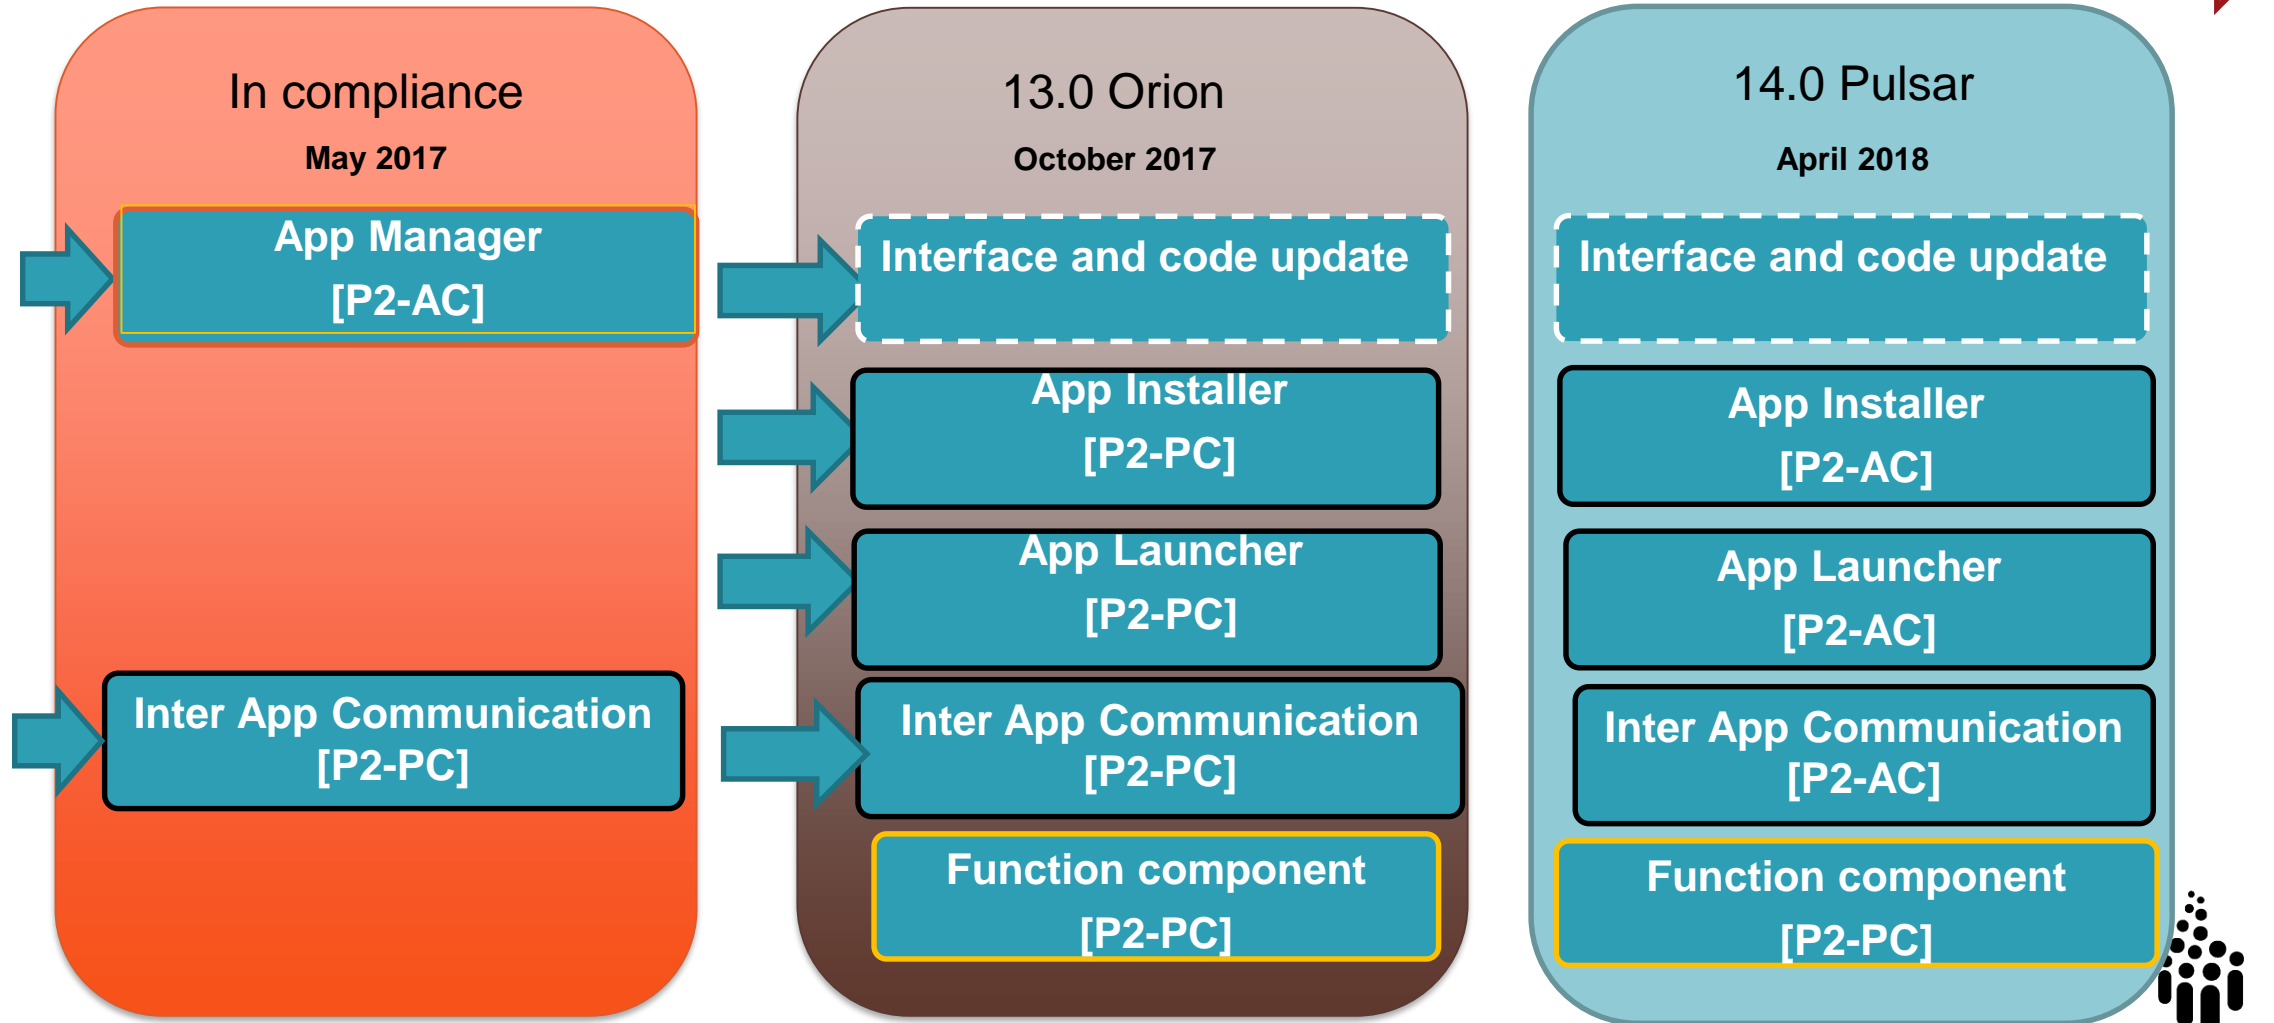 In compliance
May 2017
App Manager
[P2-AC]
Inter App Communication
[P2-PC]
13.0 Orion
October 2017
Interface and code update
App Installer
[P2-PC]
App Launcher
[P2-PC]
Inter App Communication
[P2-PC]
Function component
[P2-PC]
14.0 Pulsar
April 2018
Interface and code update
App Installer
[P2-AC]
App Launcher
[P2-AC]
Inter App Communication
[P2-AC]
Function component
[P2-PC]